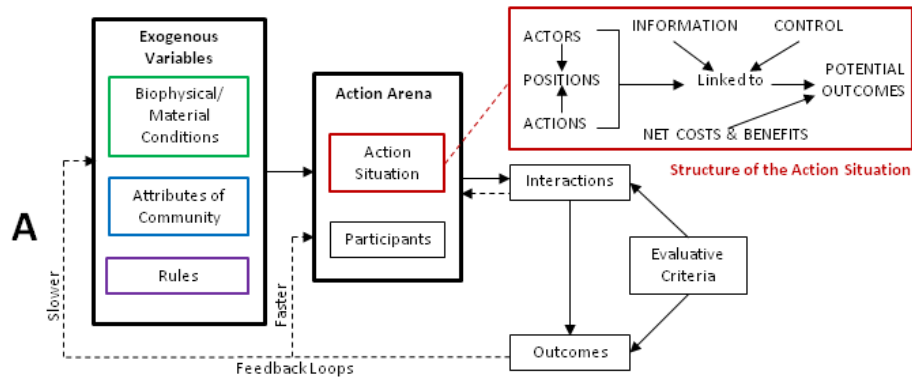 A
Exogenous
Variables
Biophysical/
Material
Conditions
Attributes of
Community
Rules
Slower
Action Arena
Action
Situation
Participants
Faster
Feedback Loops
ACTORS
POSITIONS
ACTIONS
INFORMATION
CONTROL
Linked to
POTENTIAL
OUTCOMES
NET COSTS & BENEFITS
Structure of the Action Situation
Interactions
Evaluative
Criteria
Outcomes